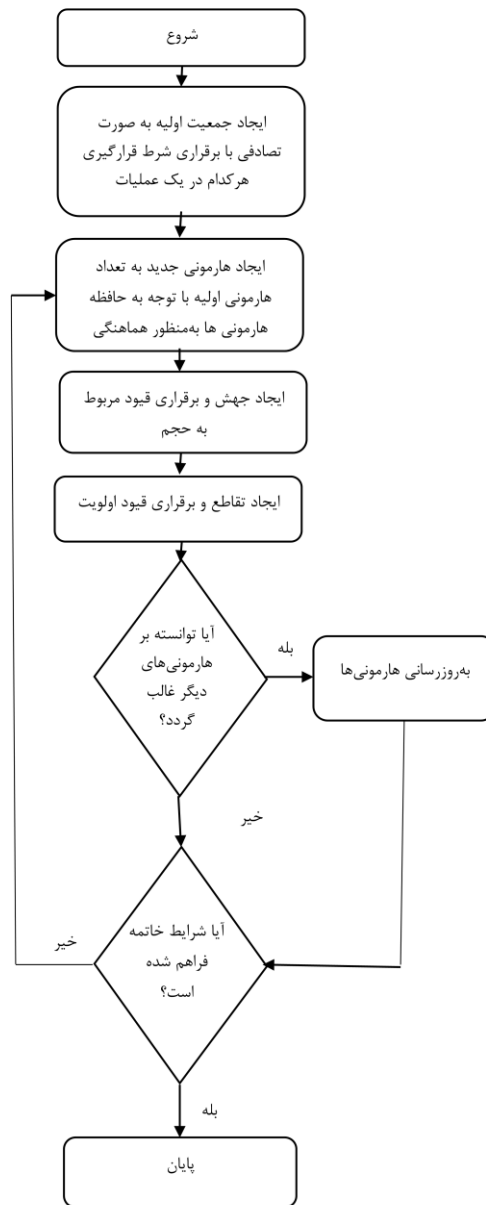 شروع
ایجاد جمعیت اولیه به صورت
تصادفی با برقراری شرط قرارگیری
هرکدام در یک عملیات
ایجاد هارمونی جدید به تعداد
هارمونی اولیه با توجه به حافظه
هارمونی ها به‌منظور هماهنگی
ایجاد جهش و برقراری قیود مربوط
به حجم
ایجاد تقاطع و برقراری قیود اولویت
آیا توانسته بر
هارمونی‌های
دیگر غالب
گردد؟
بله
به‌روزرسانی هارمونی‌ها
خیر
آیا شرایط خاتمه
فراهم شده
است؟
خیر
بله
پایان